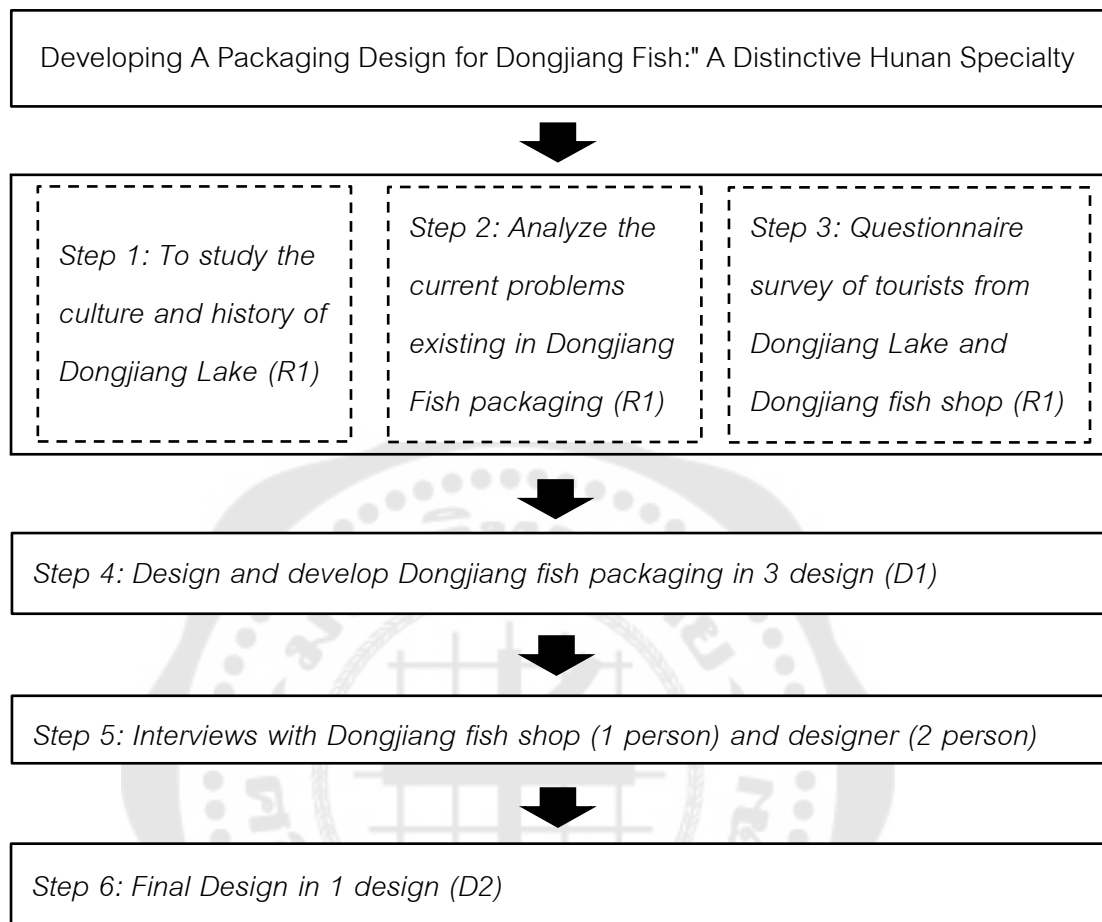 Developing A Packaging Design for Dongjiang Fish:" A Distinctive Hunan Specialty
Step 1: To study the
culture and history of
Dongjiang Lake (R1)
Step 2: Analyze the
current problems
existing in Dongjiang
Fish packaging (R1)
Step 3: Questionnaire
survey of tourists from
Dongjiang Lake and
Dongjiang fish shop (R1)
Step 4: Design and develop Dongjiang fish packaging in 3 design (D1)
Step 5: Interviews with Dongjiang fish shop (1 person) and designer (2 person)
Step 6: Final Design in 1 design (D2)